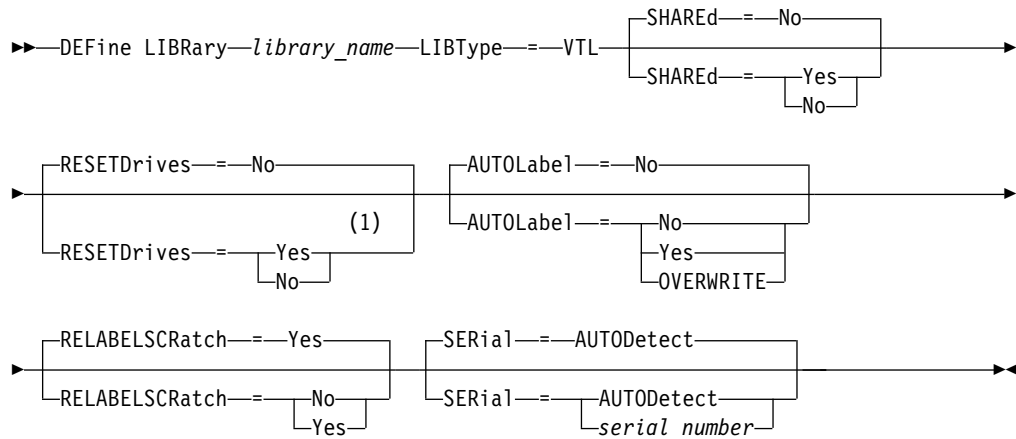 SHAREd = No
DEFine LIBRary library_name LIBType = VTL
SHAREd = Yes
No
RESETDrives = No
AUTOLabel = No
(1)
RESETDrives = Yes
No
AUTOLabel = No
Yes
OVERWRITE
RELABELSCRatch = Yes
SERial = AUTODetect
RELABELSCRatch = No
Yes
SERial = AUTODetect
serial number